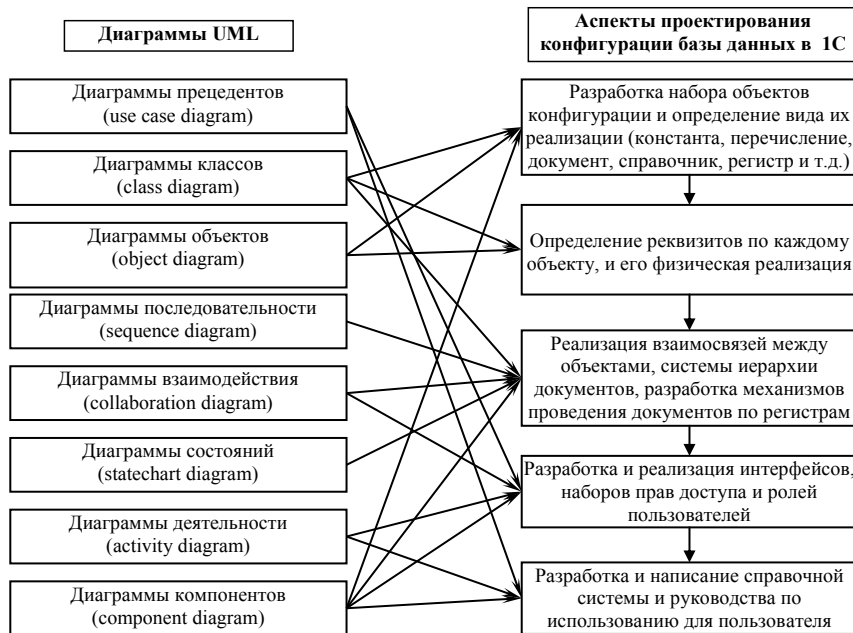 Диаграммы UML
Диаграммы прецедентов
(use case diagram)
Диаграммы классов
(class diagram)
Диаграммы объектов
(object diagram)
Диаграммы последовательности
(sequence diagram)
Диаграммы взаимодействия
(collaboration diagram)
Диаграммы состояний
(statechart diagram)
Диаграммы деятельности
(activity diagram)
Диаграммы компонентов
(component diagram)
Аспекты проектирования
конфигурации базы данных в 1С
Разработка набора объектов
конфигурации и определение вида их
реализации (константа, перечисление,
документ, справочник, регистр и т.д.)
Определение реквизитов по каждому
объекту, и его физическая реализация
Реализация взаимосвязей между
объектами, системы иерархии
документов, разработка механизмов
проведения документов по регистрам
Разработка и реализация интерфейсов,
наборов прав доступа и ролей
пользователей
Разработка и написание справочной
системы и руководства по
использованию для пользователя